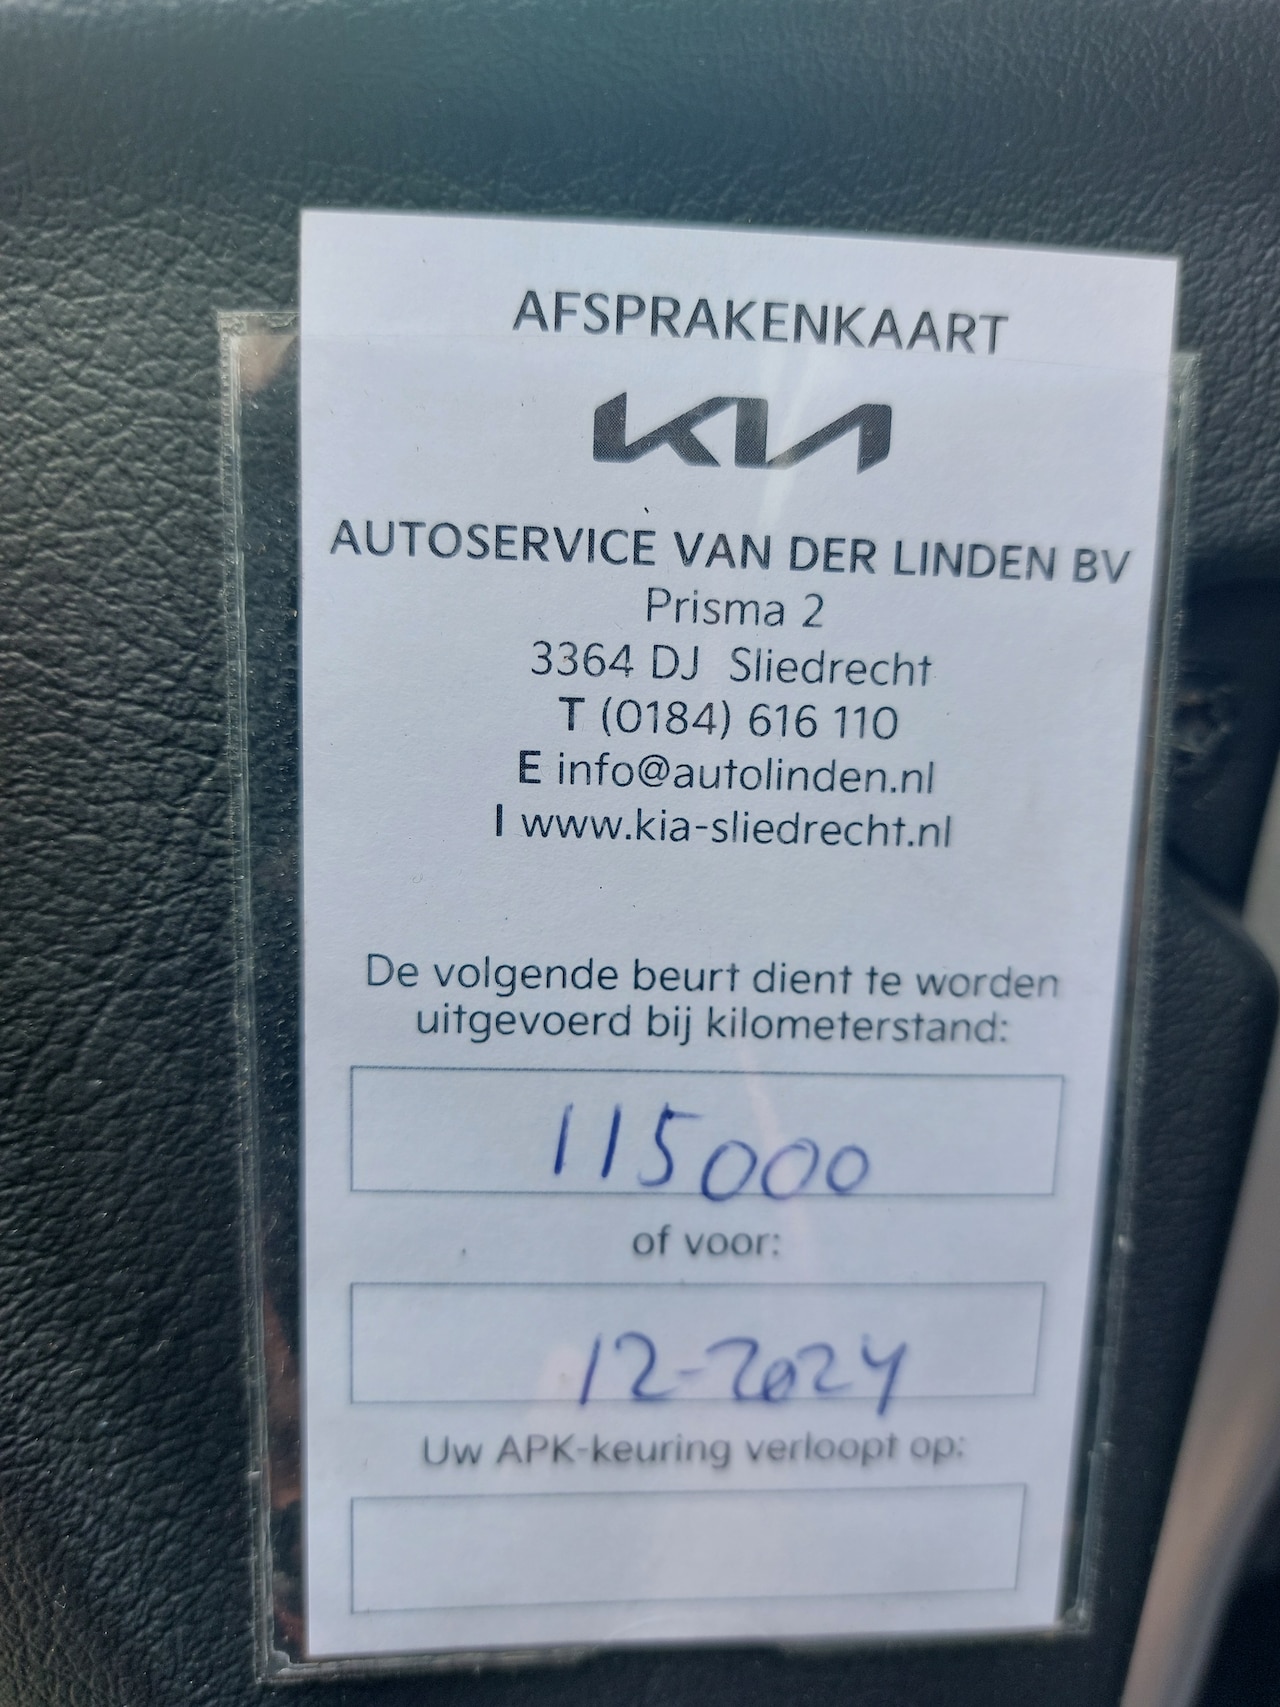 AFSPRAKENKAART
KIA
AUTOSERVICE VAN DER LINDEN BV
Prisma 2
3364 DJ Sliedrecht
T (0184) 616 110
E info@autolinden.nl
I www.kia-sliedrecht.nl
De volgende beurt dient te worden
uitgevoerd bij kilometerstand:
115000
of voor:
12-2024
Uw APK-keuring verloopt op: